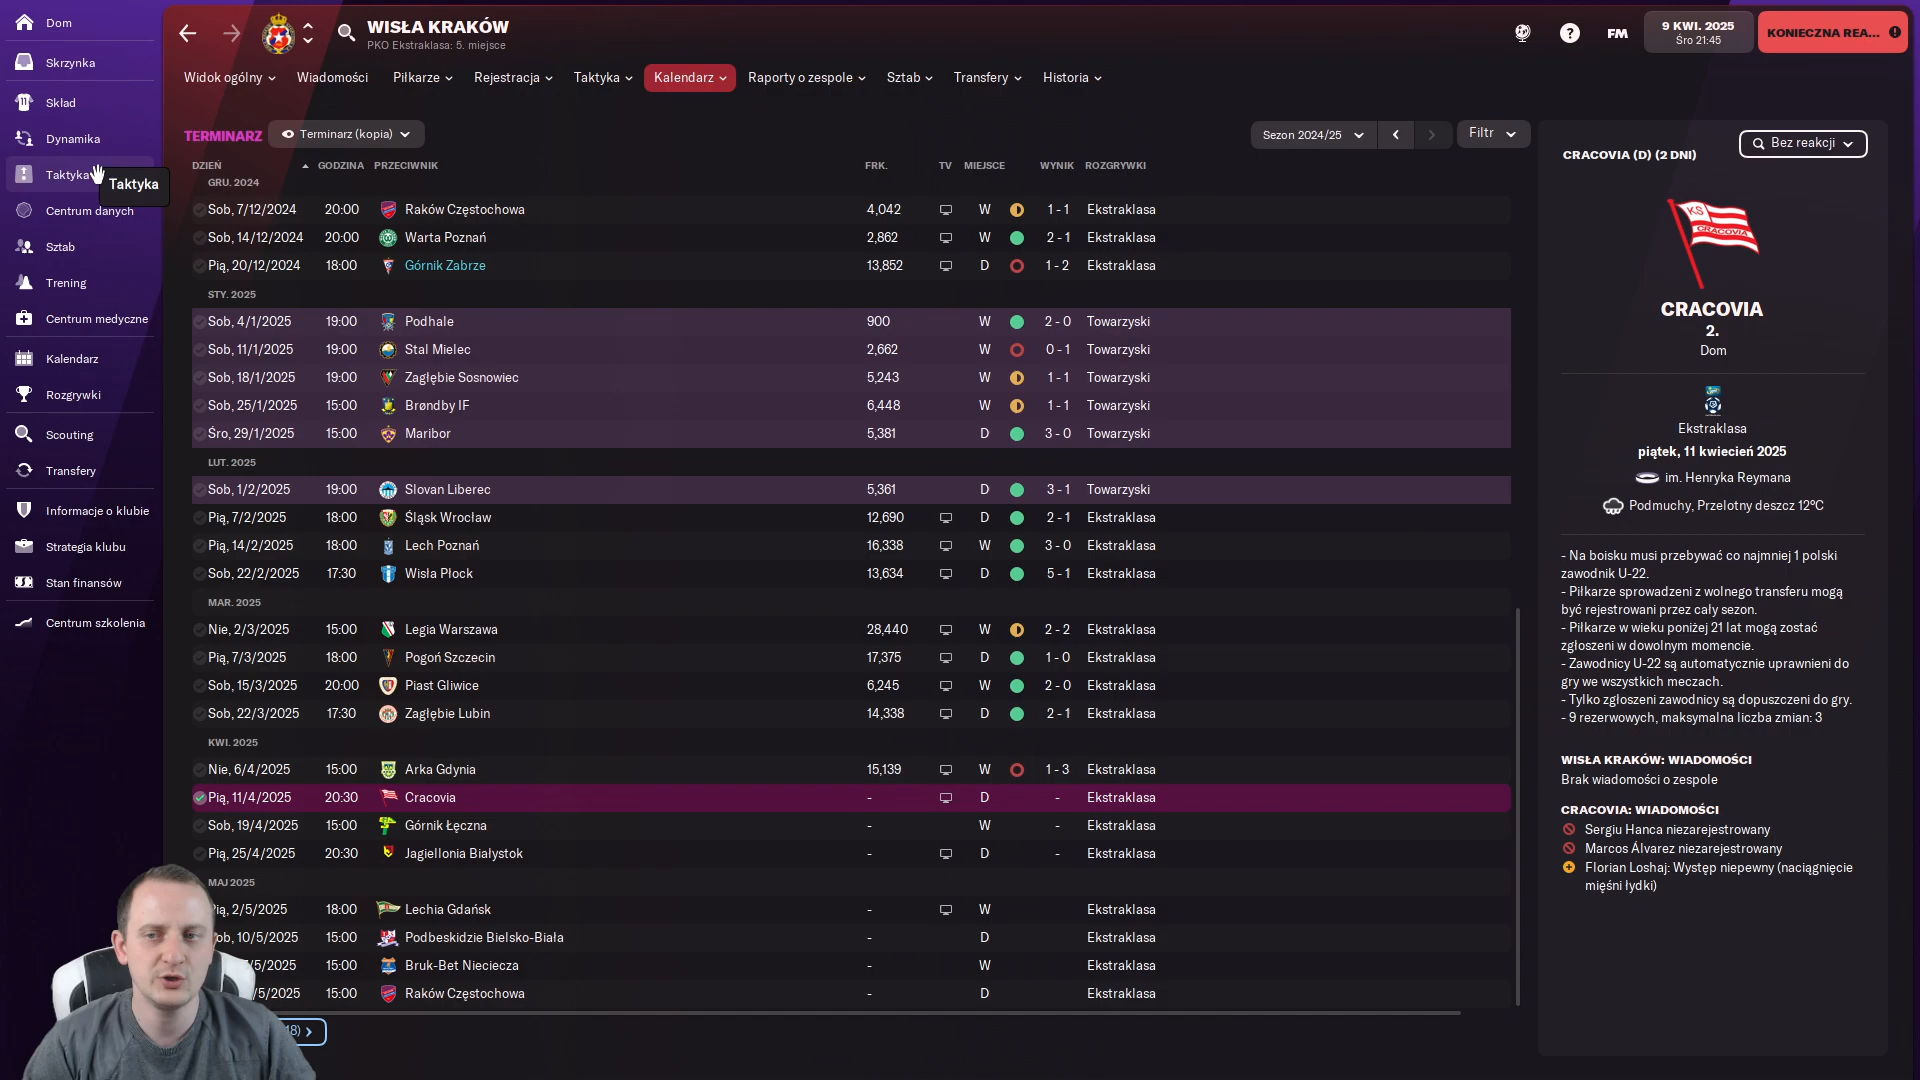 Dom
Skrzynka
Skład
Dynamika
Taktyka
Taktyka
Centrum danych
Sztab
Trening
Centrum medyczne
Kalendarz
Rozgrywki
Scouting
Transfery
Informacje o klubie
Strategia klubu
Stan finansów
Centrum szkolenia
WISŁA KRAKÓW
PKO Ekstraklasa: 5. miejsce
FM
9 KWI. 2025
Śro 21:45
KONIECZNA REA...
Widok ogólny Wiadomości Piłkarze Rejestracja Taktyka Kalendarz Raporty o zespole Sztab Transfery Historia
TERMINARZ Terminarz (kopia) Sezon 2024/25 Filtr
DZIEŃ GODZINA PRZECIWNIK FRK. TV MIEJSCE WYNIK ROZGRYWKI
GRU. 2024
Sob, 7/12/2024 20:00 Raków Częstochowa 4,042 W 1 - 1 Ekstraklasa
Sob, 14/12/2024 20:00 Warta Poznań 2,862 W 2 - 1 Ekstraklasa
Pią, 20/12/2024 18:00 Górnik Zabrze 13,852 D 1 - 2 Ekstraklasa
STY. 2025
Sob, 4/1/2025 19:00 Podhale 900 W 2 - 0 Towarzyski
Sob, 11/1/2025 19:00 Stal Mielec 2,662 W 0 - 1 Towarzyski
Sob, 18/1/2025 19:00 Zagłębie Sosnowiec 5,243 W 1 - 1 Towarzyski
Sob, 25/1/2025 15:00 Brøndby IF 6,448 W 1 - 1 Towarzyski
Śro, 29/1/2025 15:00 Maribor 5,381 D 3 - 0 Towarzyski
LUT. 2025
Sob, 1/2/2025 19:00 Slovan Liberec 5,361 D 3 - 1 Towarzyski
Pią, 7/2/2025 18:00 Śląsk Wrocław 12,690 D 2 - 1 Ekstraklasa
Pią, 14/2/2025 18:00 Lech Poznań 16,338 W 3 - 0 Ekstraklasa
Sob, 22/2/2025 17:30 Wisła Płock 13,634 D 5 - 1 Ekstraklasa
MAR. 2025
Nie, 2/3/2025 15:00 Legia Warszawa 28,440 W 2 - 2 Ekstraklasa
Pią, 7/3/2025 18:00 Pogoń Szczecin 17,375 D 1 - 0 Ekstraklasa
Sob, 15/3/2025 20:00 Piast Gliwice 6,245 W 2 - 0 Ekstraklasa
Sob, 22/3/2025 17:30 Zagłębie Lubin 14,338 D 2 - 1 Ekstraklasa
KWI. 2025
Nie, 6/4/2025 15:00 Arka Gdynia 15,139 W 1 - 3 Ekstraklasa
Pią, 11/4/2025 20:30 Cracovia - D - Ekstraklasa
Sob, 19/4/2025 15:00 Górnik Łęczna - W - Ekstraklasa
Pią, 25/4/2025 20:30 Jagiellonia Białystok - D - Ekstraklasa
MAJ 2025
ią, 2/5/2025 18:00 Lechia Gdańsk - W Ekstraklasa
ob, 10/5/2025 15:00 Podbeskidzie Bielsko-Biała - D Ekstraklasa
/5/2025 15:00 Bruk-Bet Nieciecza - W Ekstraklasa
/5/2025 15:00 Raków Częstochowa - D Ekstraklasa
18)
CRACOVIA (D) (2 DNI)
Bez reakcji
KS
CRACOVIA
CRACOVIA
2.
Dom
Ekstraklasa
piątek, 11 kwiecień 2025
im. Henryka Reymana
Podmuchy, Przelotny deszcz 12°C
- Na boisku musi przebywać co najmniej 1 polski
zawodnik U-22.
- Piłkarze sprowadzeni z wolnego transferu mogą
być rejestrowani przez cały sezon.
- Piłkarze w wieku poniżej 21 lat mogą zostać
zgłoszeni w dowolnym momencie.
- Zawodnicy U-22 są automatycznie uprawnieni do
gry we wszystkich meczach.
- Tylko zgłoszeni zawodnicy są dopuszczeni do gry.
- 9 rezerwowych, maksymalna liczba zmian: 3
WISŁA KRAKÓW: WIADOMOŚCI
Brak wiadomości o zespole
CRACOVIA: WIADOMOŚCI
Sergiu Hanca niezarejestrowany
Marcos Álvarez niezarejestrowany
Florian Loshaj: Występ niepewny (naciągnięcie
mięśni łydki)